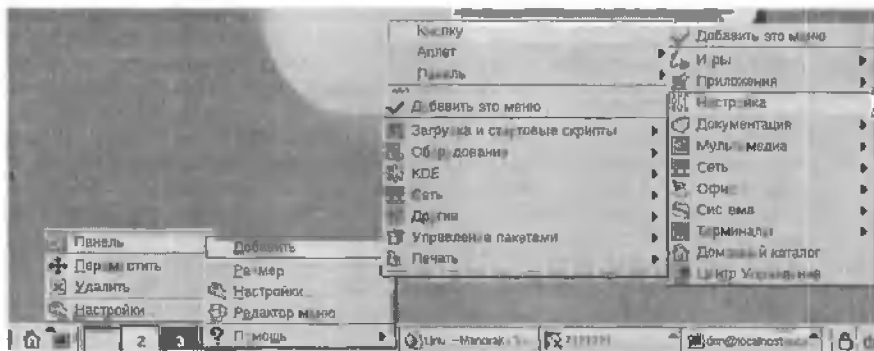 Кнопку
Апплет
Панель
Добавить это меню
Загрузка и стартовые скрипты
Оборудование
KDE
Сеть
Другие
Управление пакетами
Печать
Добавить это меню
Игры
Приложения
Настройка
Документация
Мультимедиа
Сеть
Офис
Система
Терминалы
Домашний каталог
Центр Управления
Панель
Переместить
Удалить
Настройки
Добавить
Размер
Настройки
Редактор меню
Помощь
2
3